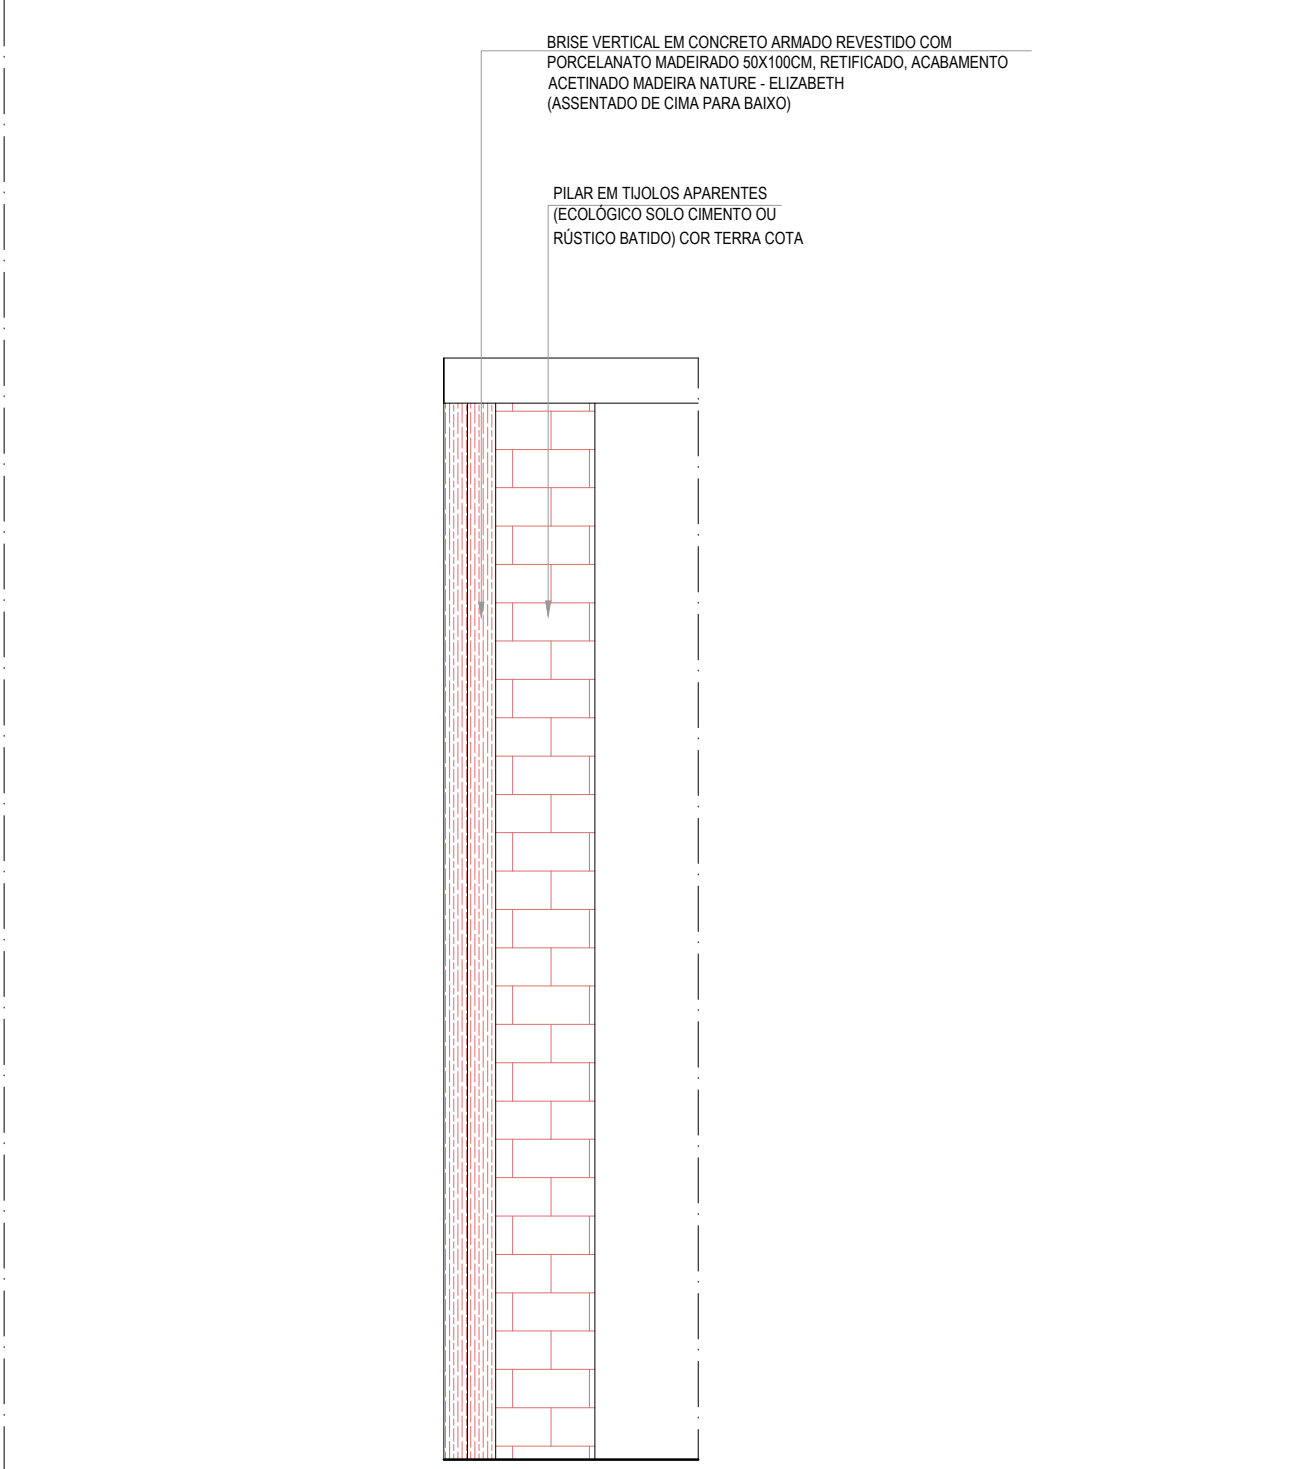 BRISE VERTICAL EM CONCRETO ARMADO REVESTIDO COM
PORCELANATO MADEIRADO 50X100CM, RETIFICADO, ACABAMENTO
ACETINADO MADEIRA NATURE - ELIZABETH
(ASSENTADO DE CIMA PARA BAIXO)
PILAR EM TIJOLOS APARENTES
(ECOLÓGICO SOLO CIMENTO OU
RÚSTICO BATIDO) COR TERRA COTA